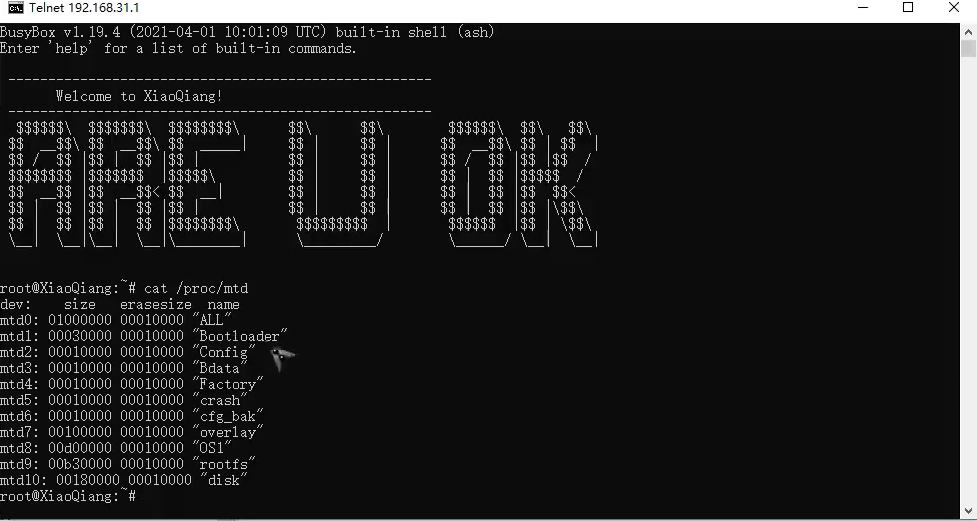 Telnet 192.168.31.1
BusyBox v1.19.4 (2021-04-01 10:01:09 UTC) built-in shell (ash)
Enter 'help' for a list of built-in commands.
-----------------------------------------------------
Welcome to XiaoQiang!
-----------------------------------------------------
ARE U OK
root@XiaoQiang:~# cat /proc/mtd
dev:    size   erasesize  name
mtd0: 01000000 00010000 "ALL"
mtd1: 00030000 00010000 "Bootloader"
mtd2: 00010000 00010000 "Config"
mtd3: 00010000 00010000 "Bdata"
mtd4: 00010000 00010000 "Factory"
mtd5: 00010000 00010000 "crash"
mtd6: 00010000 00010000 "cfg_bak"
mtd7: 00100000 00010000 "overlay"
mtd8: 00d00000 00010000 "OS1"
mtd9: 00b30000 00010000 "rootfs"
mtd10: 00180000 00010000 "disk"
root@XiaoQiang:~#